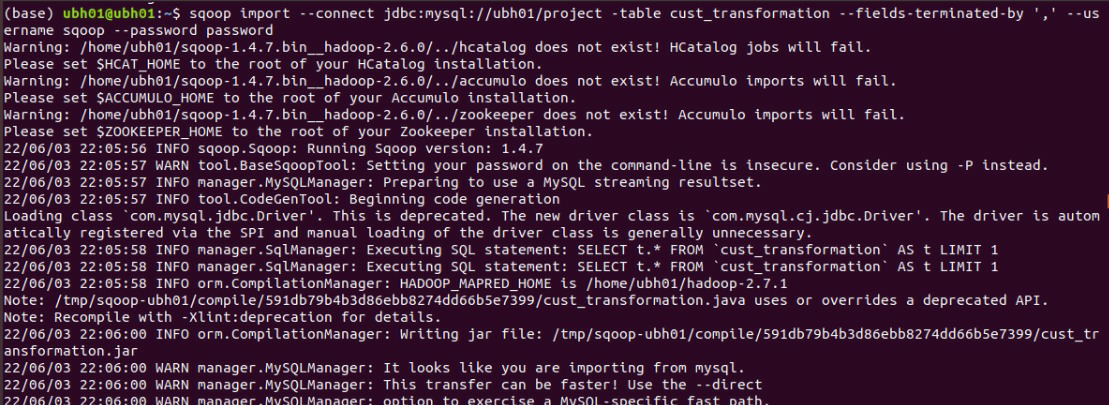 (base) ubh01@ubh01:~$ sqoop import --connect jdbc:mysql://ubh01/project -table cust_transformation --fields-terminated-by ',' --us
ername sqoop --password password
Warning: /home/ubh01/sqoop-1.4.7.bin__hadoop-2.6.0/../hcatalog does not exist! HCatalog jobs will fail.
Please set $HCAT_HOME to the root of your HCatalog installation.
Warning: /home/ubh01/sqoop-1.4.7.bin__hadoop-2.6.0/../accumulo does not exist! Accumulo imports will fail.
Please set $ACCUMULO_HOME to the root of your Accumulo installation.
Warning: /home/ubh01/sqoop-1.4.7.bin__hadoop-2.6.0/../zookeeper does not exist! Accumulo imports will fail.
Please set $ZOOKEEPER_HOME to the root of your Zookeeper installation.
22/06/03 22:05:56 INFO sqoop.Sqoop: Running Sqoop version: 1.4.7
22/06/03 22:05:57 WARN tool.BaseSqoopTool: Setting your password on the command-line is insecure. Consider using -P instead.
22/06/03 22:05:57 INFO manager.MySQLManager: Preparing to use a MySQL streaming resultset.
22/06/03 22:05:57 INFO tool.CodeGenTool: Beginning code generation
Loading class `com.mysql.jdbc.Driver'. This is deprecated. The new driver class is `com.mysql.cj.jdbc.Driver'. The driver is autom
atically registered via the SPI and manual loading of the driver class is generally unnecessary.
22/06/03 22:05:58 INFO manager.SqlManager: Executing SQL statement: SELECT t.* FROM `cust_transformation` AS t LIMIT 1
22/06/03 22:05:58 INFO manager.SqlManager: Executing SQL statement: SELECT t.* FROM `cust_transformation` AS t LIMIT 1
22/06/03 22:05:58 INFO orm.CompilationManager: HADOOP_MAPRED_HOME is /home/ubh01/hadoop-2.7.1
Note: /tmp/sqoop-ubh01/compile/591db79b4b3d86ebb8274dd66b5e7399/cust_transformation.java uses or overrides a deprecated API.
Note: Recompile with -Xlint:deprecation for details.
22/06/03 22:06:00 INFO orm.CompilationManager: Writing jar file: /tmp/sqoop-ubh01/compile/591db79b4b3d86ebb8274dd66b5e7399/cust_tr
ansformation.jar
22/06/03 22:06:00 WARN manager.MySQLManager: It looks like you are importing from mysql.
22/06/03 22:06:00 WARN manager.MySQLManager: This transfer can be faster! Use the --direct
22/06/03 22:06:00 WARN manager.MySQLManager: option to exercise a MySQL-specific fast path.